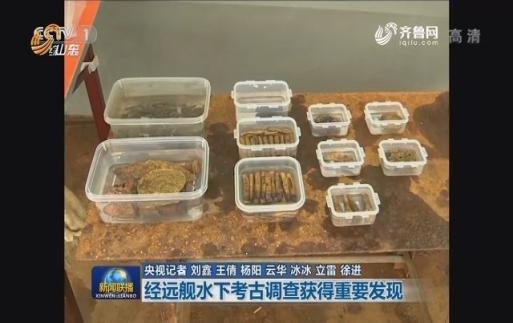 CCTV 1
山东
齐鲁网
iqilu.com
高清
央视记者 刘鑫 王倩 杨阳 云华 冰冰 立雷 徐进
新闻联播
XINWEN LIANBO
经远舰水下考古调查获得重要发现